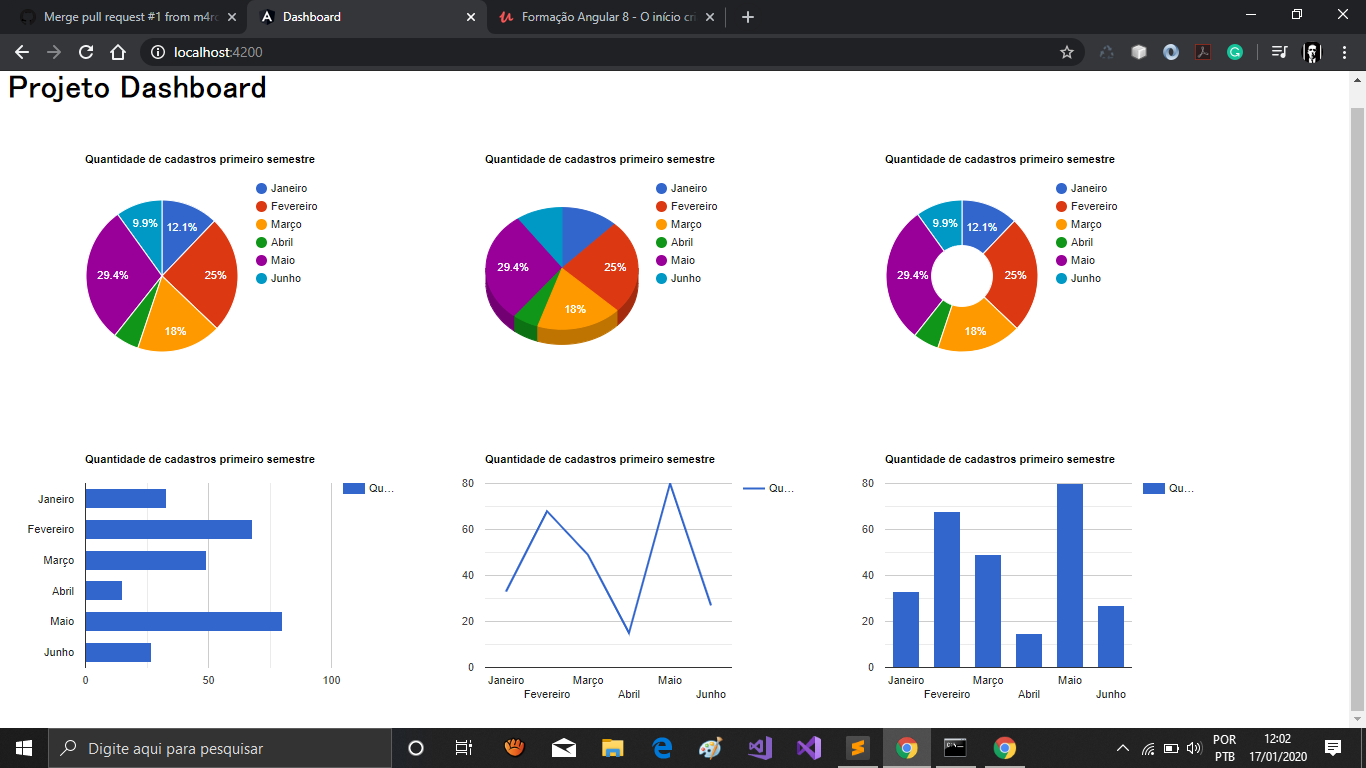 Merge pull request #1 from m4rc
Dashboard
Formação Angular 8 - O início cri
localhost:4200
Projeto Dashboard
Quantidade de cadastros primeiro semestre
Janeiro
Fevereiro
Março
Abril
Maio
Junho
9.9%
12.1%
29.4%
25%
18%
Quantidade de cadastros primeiro semestre
Janeiro
Fevereiro
Março
Abril
Maio
Junho
29.4%
25%
18%
Quantidade de cadastros primeiro semestre
Janeiro
Fevereiro
Março
Abril
Maio
Junho
9.9%
12.1%
29.4%
25%
18%
Quantidade de cadastros primeiro semestre
Qu...
Janeiro
Fevereiro
Março
Abril
Maio
Junho
0 50 100
Quantidade de cadastros primeiro semestre
Qu...
80
60
40
20
0
Janeiro Março Maio
Fevereiro Abril Junho
Quantidade de cadastros primeiro semestre
Qu...
80
60
40
20
0
Janeiro Março Maio
Fevereiro Abril Junho
Digite aqui para pesquisar
POR
PTB
12:02
17/01/2020